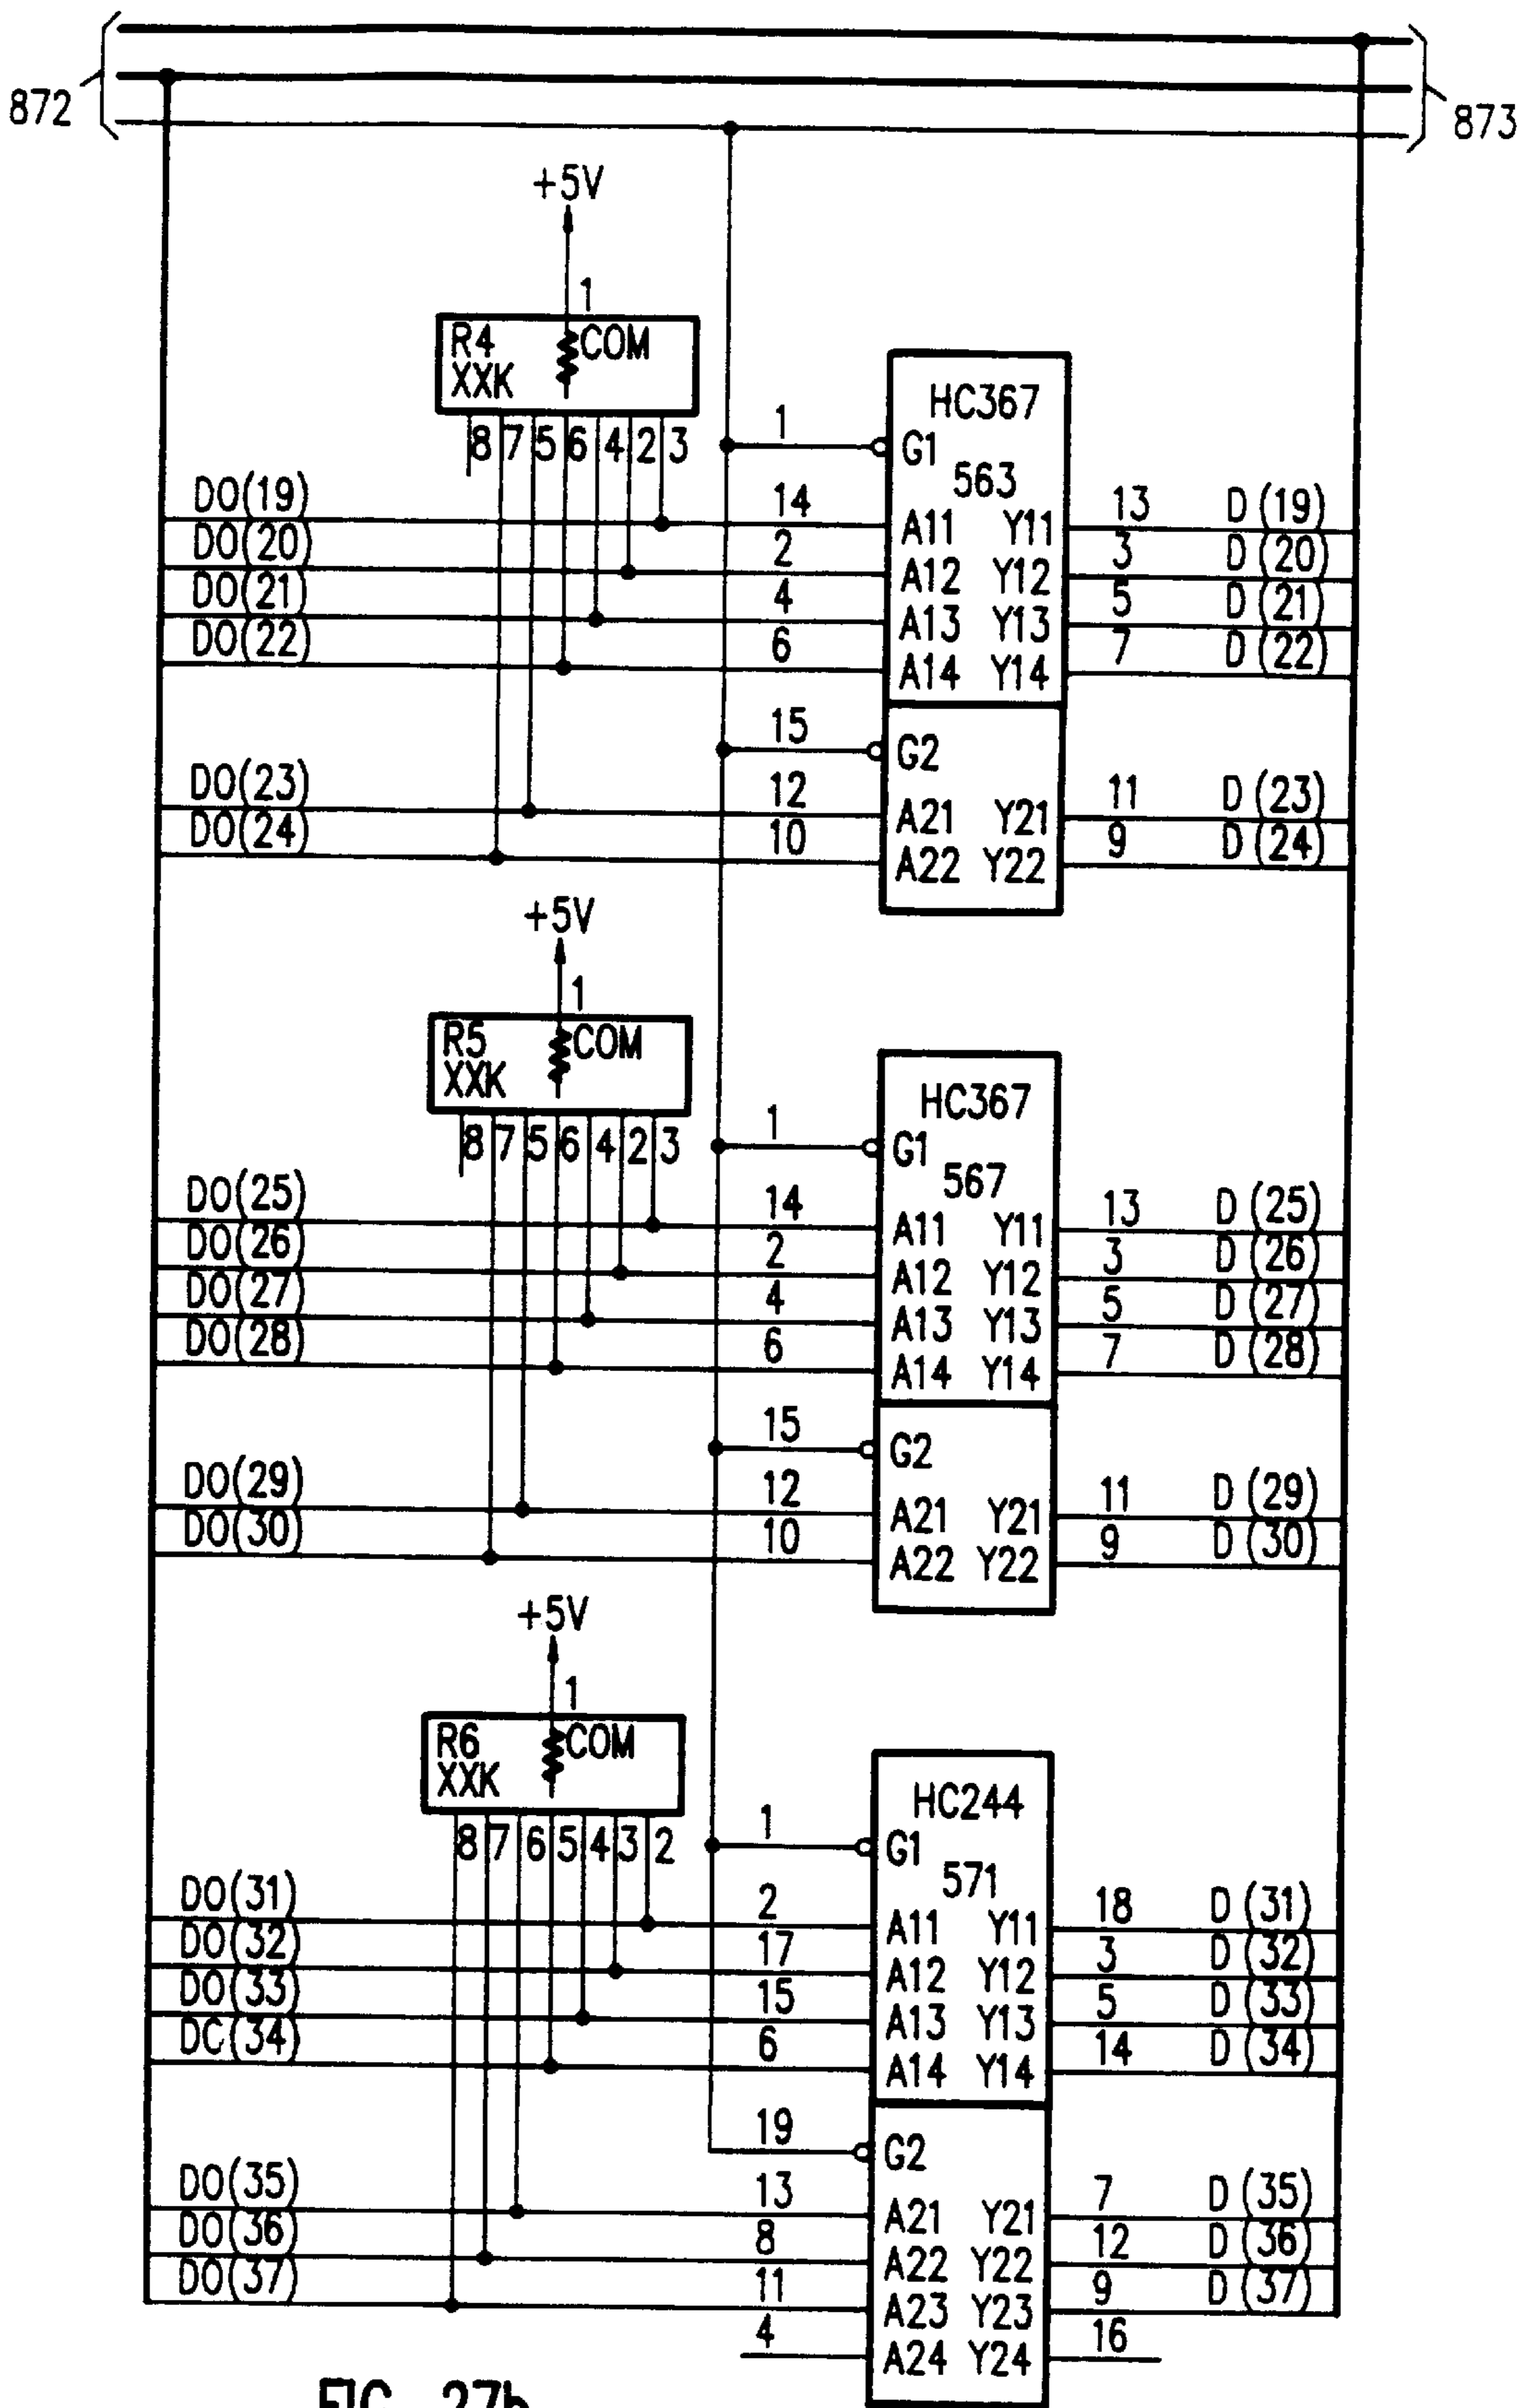 872
873
+5V
1
R4 COM
XXK
8 7 5 6 4 2 3
HC367
1 G1
563
DO(19) 14 A11 Y11 13 D (19)
DO(20) 2 A12 Y12 3 D (20)
DO(21) 4 A13 Y13 5 D (21)
DO(22) 6 A14 Y14 7 D (22)
15 G2
DO(23) 12 A21 Y21 11 D (23)
DO(24) 10 A22 Y22 9 D (24)
+5V
1
R5 COM
XXK
8 7 5 6 4 2 3
HC367
1 G1
567
DO(25) 14 A11 Y11 13 D (25)
DO(26) 2 A12 Y12 3 D (26)
DO(27) 4 A13 Y13 5 D (27)
DO(28) 6 A14 Y14 7 D (28)
15 G2
DO(29) 12 A21 Y21 11 D (29)
DO(30) 10 A22 Y22 9 D (30)
+5V
1
R6 COM
XXK
8 7 6 5 4 3 2
HC244
1 G1
571
DO(31) 2 A11 Y11 18 D (31)
DO(32) 17 A12 Y12 3 D (32)
DO(33) 15 A13 Y13 5 D (33)
DC(34) 6 A14 Y14 14 D (34)
19 G2
DO(35) 13 A21 Y21 7 D (35)
DO(36) 8 A22 Y22 12 D (36)
DO(37) 11 A23 Y23 9 D (37)
4 A24 Y24 16
FIG. 27b